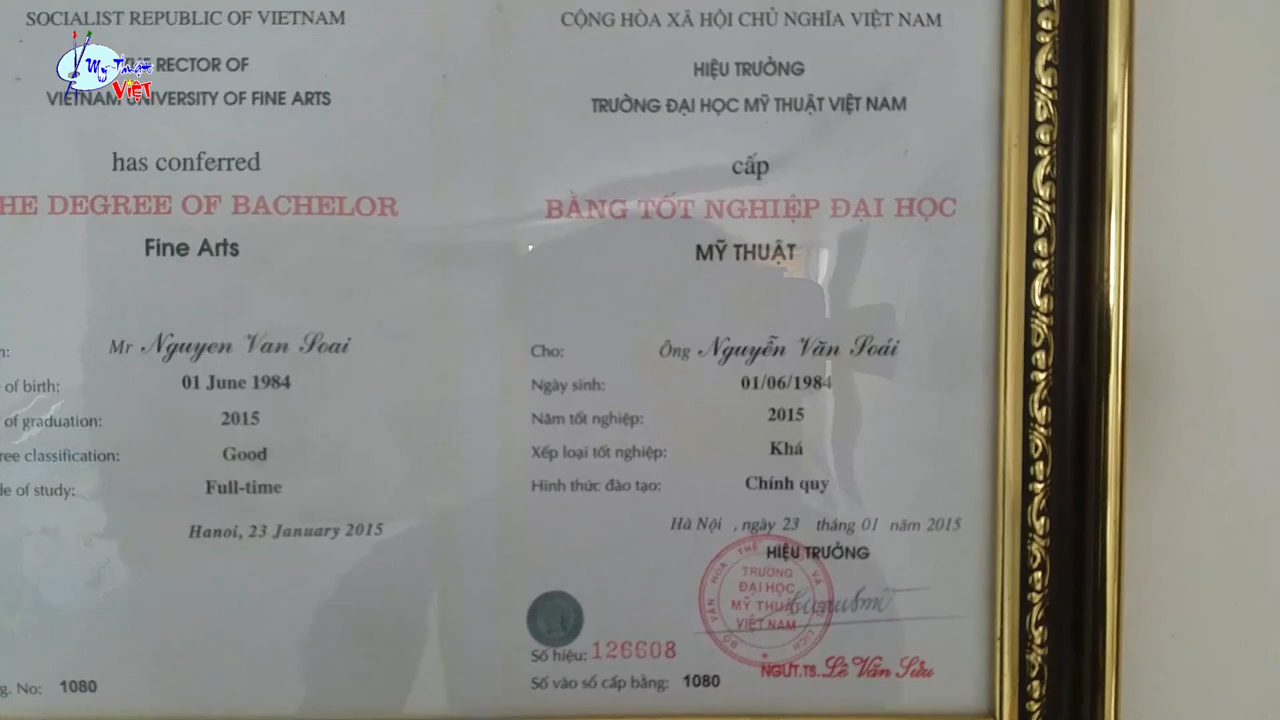 SOCIALIST REPUBLIC OF VIETNAM
Mỹ Thuật
VIỆT
RECTOR OF
VIETNAM UNIVERSITY OF FINE ARTS
has conferred
HE DEGREE OF BACHELOR
Fine Arts
Mr Nguyen Van Soai
of birth: 01 June 1984
of graduation: 2015
ree classification: Good
de of study: Full-time
Hanoi, 23 January 2015
g. No: 1080
CỘNG HÒA XÃ HỘI CHỦ NGHĨA VIỆT NAM
HIỆU TRƯỞNG
TRƯỜNG ĐẠI HỌC MỸ THUẬT VIỆT NAM
cấp
BẰNG TỐT NGHIỆP ĐẠI HỌC
MỸ THUẬT
Cho: Ông Nguyễn Văn Soái
Ngày sinh: 01/06/1984
Năm tốt nghiệp: 2015
Xếp loại tốt nghiệp: Khá
Hình thức đào tạo: Chính quy
Hà Nội , ngày 23 tháng 01 năm 2015
HIỆU TRƯỞNG
TRƯỜNG
ĐẠI HỌC
MỸ THUẬT
VIỆT NAM
Số hiệu: 126608
NGƯT.TS. Lê Văn Sửu
Số vào sổ cấp bằng: 1080